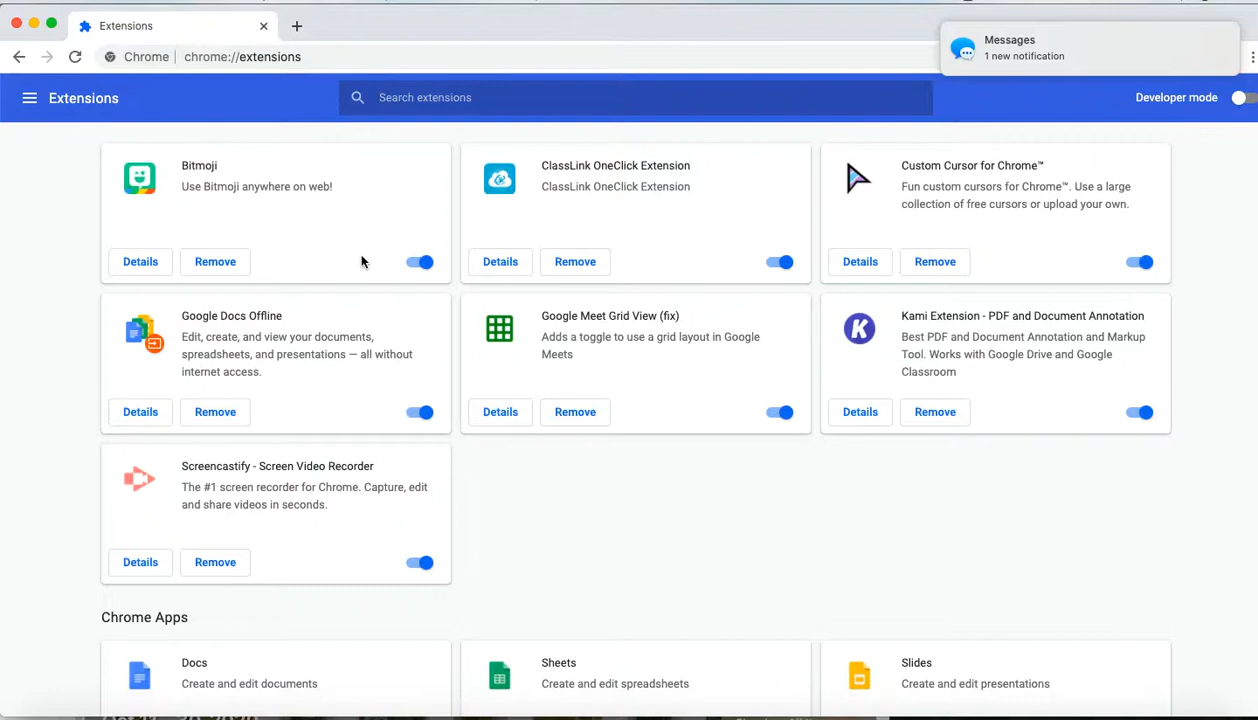 Extensions
Messages
1 new notification
Chrome | chrome://extensions
Extensions
Search extensions
Developer mode
Bitmoji
Use Bitmoji anywhere on web!
Details
Remove
ClassLink OneClick Extension
ClassLink OneClick Extension
Details
Remove
Custom Cursor for Chrome™
Fun custom cursors for Chrome™. Use a large
collection of free cursors or upload your own.
Details
Remove
Google Docs Offline
Edit, create, and view your documents,
spreadsheets, and presentations — all without
internet access.
Details
Remove
Google Meet Grid View (fix)
Adds a toggle to use a grid layout in Google
Meets
Details
Remove
K
Kami Extension - PDF and Document Annotation
Best PDF and Document Annotation and Markup
Tool. Works with Google Drive and Google
Classroom
Details
Remove
Screencastify - Screen Video Recorder
The #1 screen recorder for Chrome. Capture, edit
and share videos in seconds.
Details
Remove
Chrome Apps
Docs
Create and edit documents
Sheets
Create and edit spreadsheets
Slides
Create and edit presentations